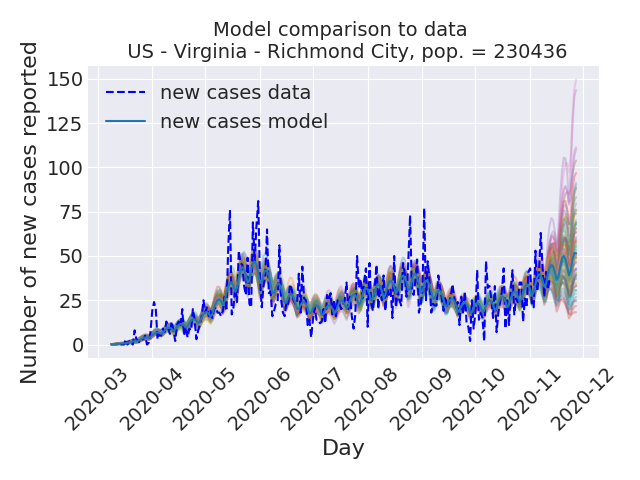 Model comparison to data
US - Virginia - Richmond City, pop. = 230436
Number of new cases reported
150
125
100
75
50
25
0
new cases data
new cases model
2020-03
2020-04
2020-05
2020-06
2020-07
2020-08
2020-09
2020-10
2020-11
2020-12
Day